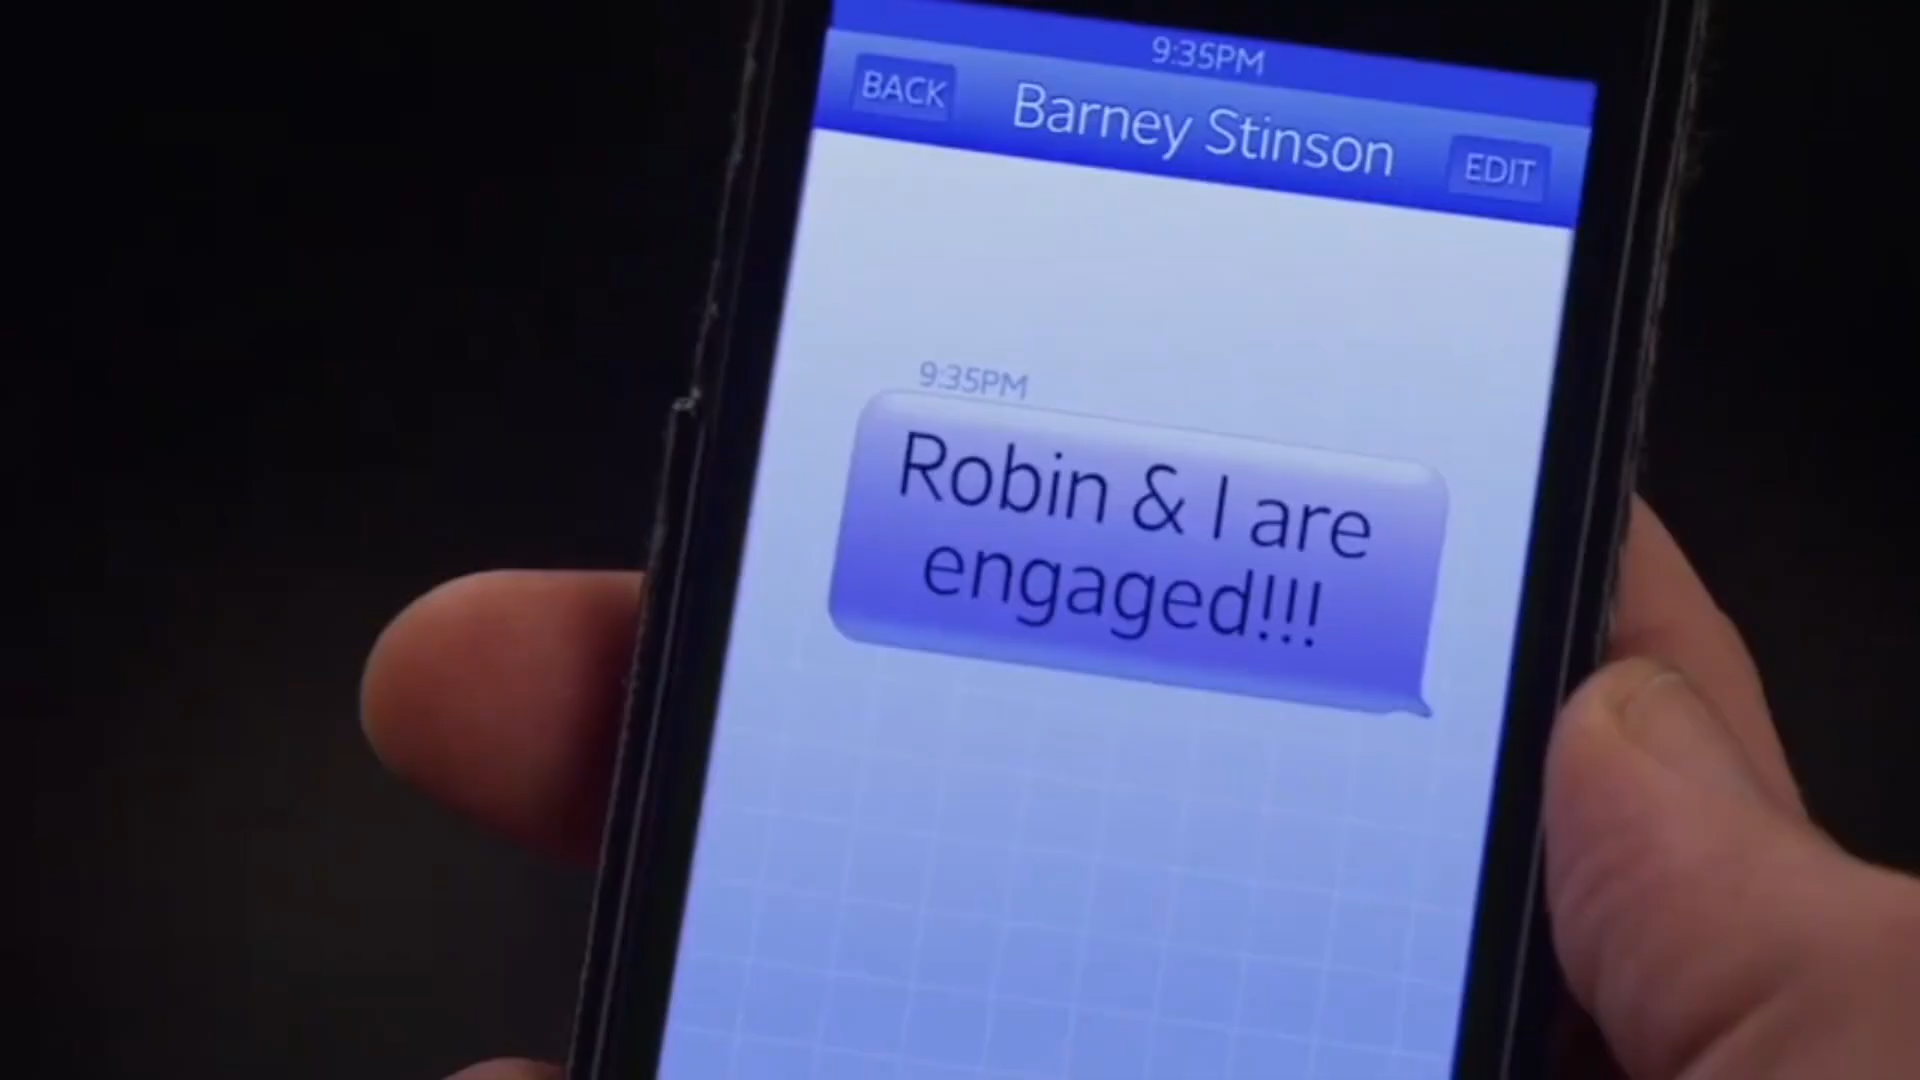 9:35PM
BACK
Barney Stinson
EDIT
9:35PM
Robin & I are
engaged!!!